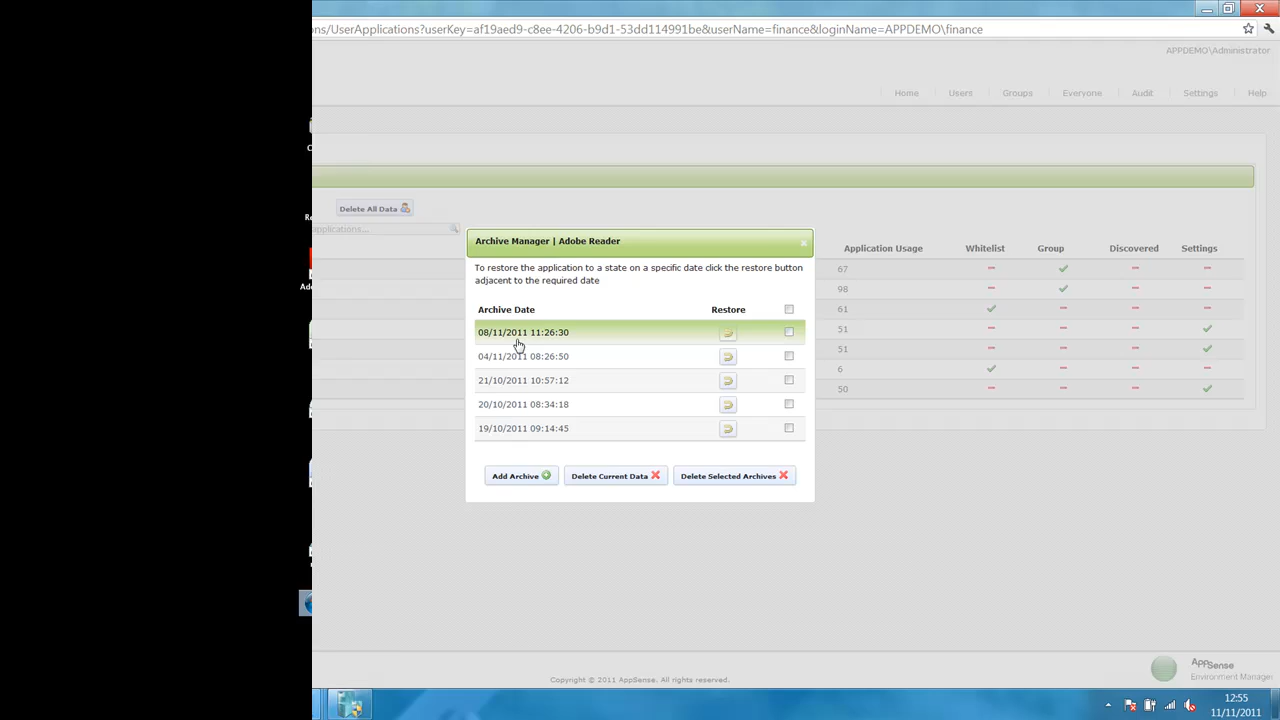 ns/UserApplications?userKey=af19aed9-c8ee-4206-b9d1-53dd114991be&userName=finance&loginName=APPDEMO\finance
APPDEMO\Administrator
Home Users Groups Everyone Audit Settings Help
Delete All Data
applications...
Archive Manager | Adobe Reader
To restore the application to a state on a specific date click the restore button
adjacent to the required date
Application Usage Whitelist Group Discovered Settings
67
98
61
51
51
6
50
Archive Date Restore
08/11/2011 11:26:30
04/11/2011 08:26:50
21/10/2011 10:57:12
20/10/2011 08:34:18
19/10/2011 09:14:45
Add Archive Delete Current Data Delete Selected Archives
Copyright © 2011 AppSense. All rights reserved.
AppSense
Environment Manager
12:55
11/11/2011